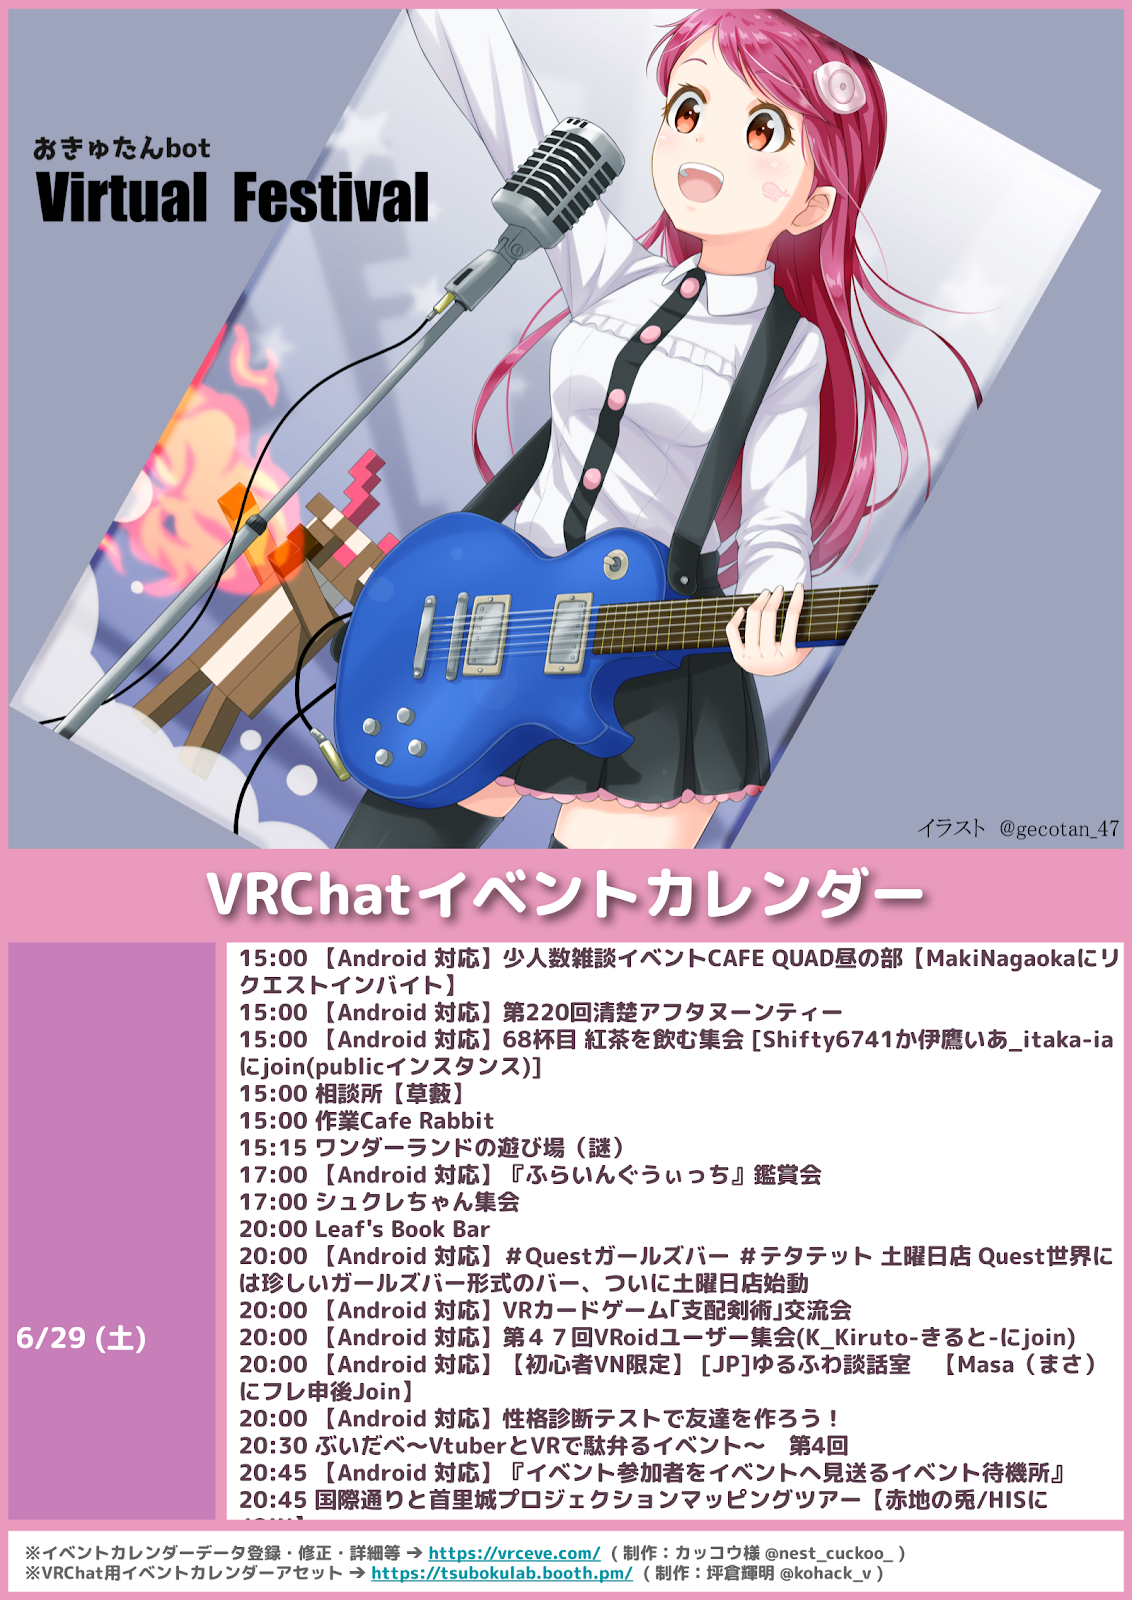 おきゅたんbot
Virtual Festival
イラスト @gecotan_47
VRChatイベントカレンダー
6/29 (土)
15:00 【Android 対応】少人数雑談イベントCAFE QUAD昼の部【MakiNagaokaにリ
クエストインバイト】
15:00 【Android 対応】第220回清楚アフタヌーンティー
15:00 【Android 対応】68杯目 紅茶を飲む集会 [Shifty6741か伊鷹いあ_itaka-ia
にjoin(publicインスタンス)]
15:00 相談所【草藪】
15:00 作業Cafe Rabbit
15:15 ワンダーランドの遊び場（謎）
17:00 【Android 対応】『ふらいんぐうぃっち』鑑賞会
17:00 シュクレちゃん集会
20:00 Leaf's Book Bar
20:00 【Android 対応】＃Questガールズバー ＃テタテット 土曜日店 Quest世界に
は珍しいガールズバー形式のバー、ついに土曜日店始動
20:00 【Android 対応】VRカードゲーム｢支配剣術｣交流会
20:00 【Android 対応】第４７回VRoidユーザー集会(K_Kiruto-きると-にjoin)
20:00 【Android 対応】【初心者VN限定】 [JP]ゆるふわ談話室　【Masa（まさ）
にフレ申後Join】
20:00 【Android 対応】性格診断テストで友達を作ろう！
20:30 ぶいだべ～VtuberとVRで駄弁るイベント～　第4回
20:45 【Android 対応】『イベント参加者をイベントへ見送るイベント待機所』
20:45 国際通りと首里城プロジェクションマッピングツアー【赤地の兎/HISに
※イベントカレンダーデータ登録・修正・詳細等 ➔ https://vrceve.com/ ( 制作：カッコウ様 @nest_cuckoo_ )
※VRChat用イベントカレンダーアセット ➔ https://tsubokulab.booth.pm/ ( 制作：坪倉輝明 @kohack_v )